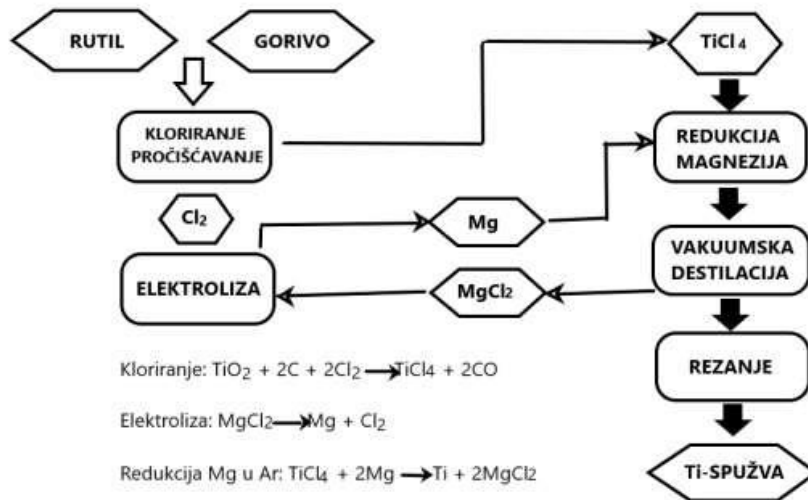 RUTIL
GORIVO
TiCl₄
KLORIRANJE
PROČIŠĆAVANJE
REDUKCIJA
MAGNEZIJA
Cl₂
Mg
VAKUUMSKA
DESTILACIJA
ELEKTROLIZA
MgCl₂
REZANJE
Kloriranje: TiO₂ + 2C + 2Cl₂ → TiCl₄ + 2CO
Elektroliza: MgCl₂ → Mg + Cl₂
Redukcija Mg u Ar: TiCl₄ + 2Mg → Ti + 2MgCl₂
Ti-SPUŽVA